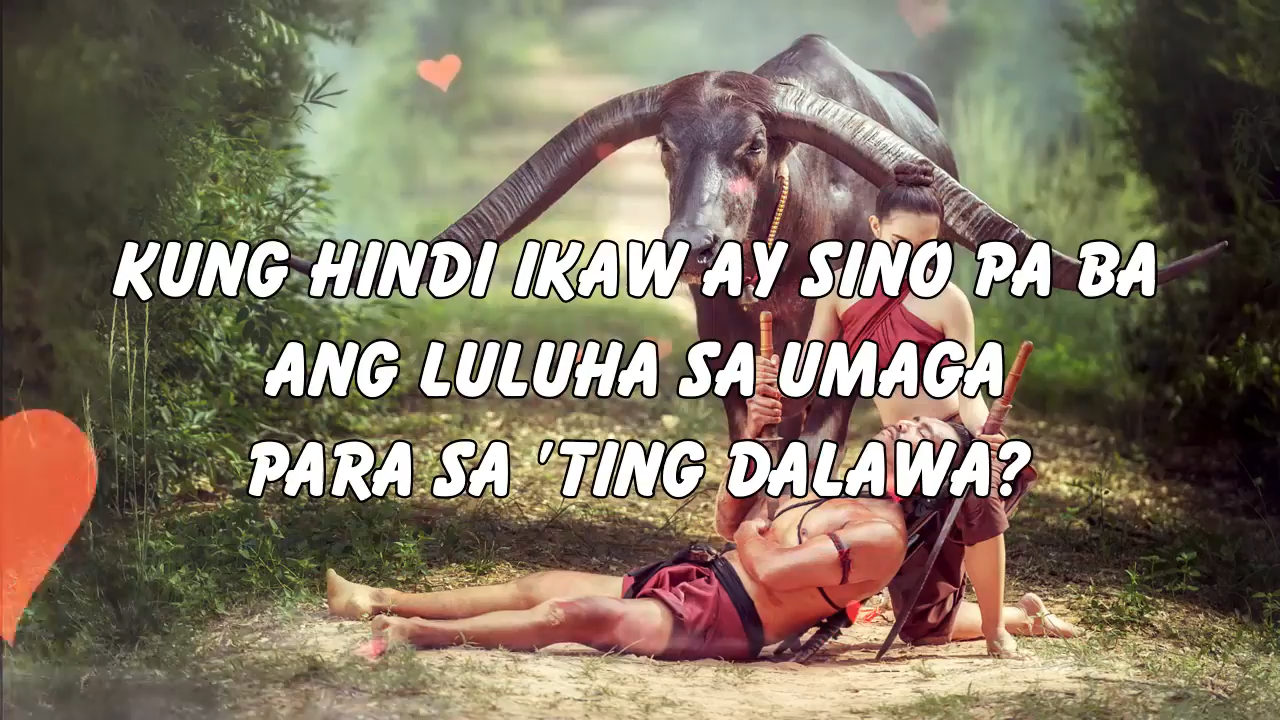 KUNG HINDI IKAW AY SINO PA BA
ANG LULUHA SA UMAGA
PARA SA 'TING DALAWA?